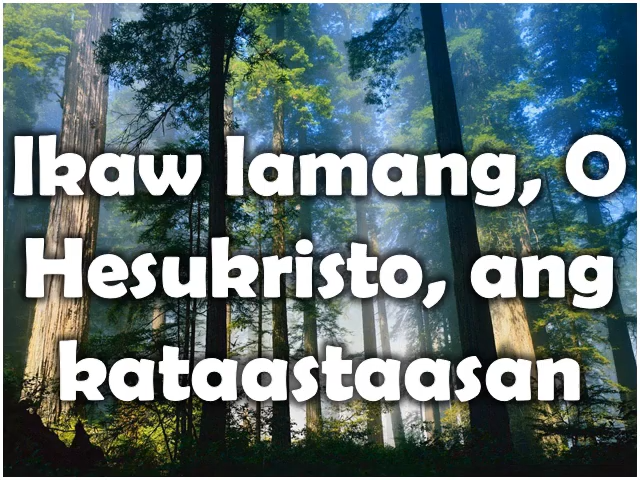 Ikaw lamang, O
Hesukristo, ang
kataastaasan